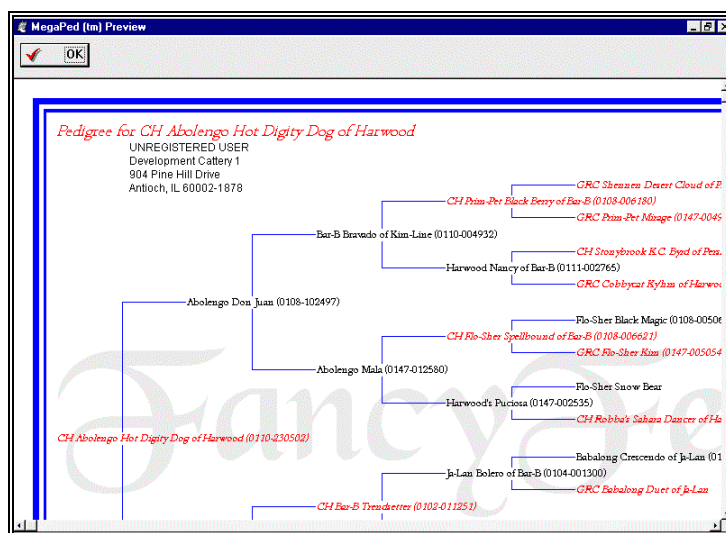 MegaPed (tm) Preview
OK
Pedigree for CH Abolengo Hot Digity Dog of Harwood
UNREGISTERED USER
Development Cattery 1
904 Pine Hill Drive
Antioch, IL 60002-1878
GRC Shennen Desert Cloud of P
CH Prim-Pet Black Berry of Bar-B (0108-006180)
GRC Prim-Pet Mirage (0147-0049
Bar-B Bravado of Kim-Line (0110-004932)
CH Stonybrook K.C. Byrd of Pers
Harwood Nancy of Bar-B (0111-002765)
GRC Cobbycat Ky'hm of Harwoo
Abolengo Don Juan (0108-102497)
Flo-Sher Black Magic (0108-0050
CH Flo-Sher Spellbound of Bar-B (0108-006621)
GRC Flo-Sher Kim (0147-005054
Abolengo Mala (0147-012580)
Flo-Sher Snow Bear
Harwood's Puciosa (0147-002535)
CH Robba's Sahara Dancer of Ha
CH Abolengo Hot Digity Dog of Harwood (0110-230502)
Babalong Crescendo of Ja-Lan (01
Ja-Lan Bolero of Bar-B (0104-001300)
GRC Babalong Duet of Ja-Lan
CH Bar-B Trendsetter (0102-011251)
FancyFe